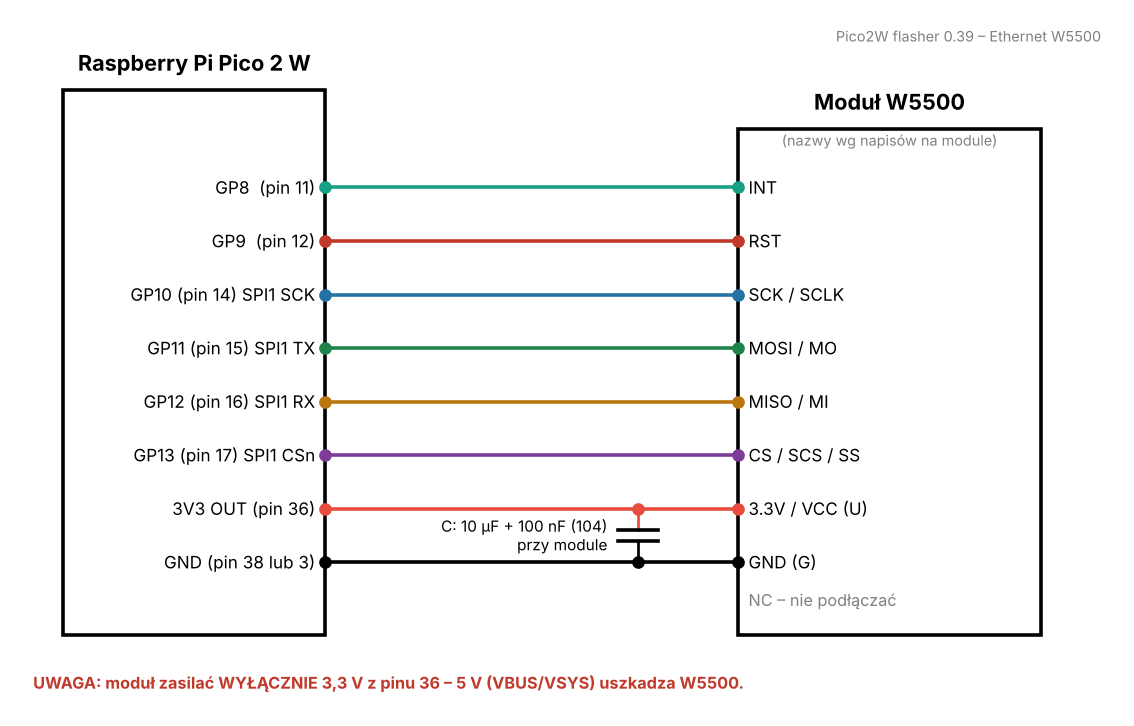 Pico2W flasher 0.39 – Ethernet W5500
Raspberry Pi Pico 2 W
Moduł W5500
(nazwy wg napisów na module)
GP8 (pin 11)
INT
GP9 (pin 12)
RST
GP10 (pin 14) SPI1 SCK
SCK / SCLK
GP11 (pin 15) SPI1 TX
MOSI / MO
GP12 (pin 16) SPI1 RX
MISO / MI
GP13 (pin 17) SPI1 CSn
CS / SCS / SS
3V3 OUT (pin 36)
3.3V / VCC (U)
C: 10 µF + 100 nF (104)
przy module
GND (pin 38 lub 3)
GND (G)
NC – nie podłączać
UWAGA: moduł zasilać WYŁĄCZNIE 3,3 V z pinu 36 – 5 V (VBUS/VSYS) uszkadza W5500.